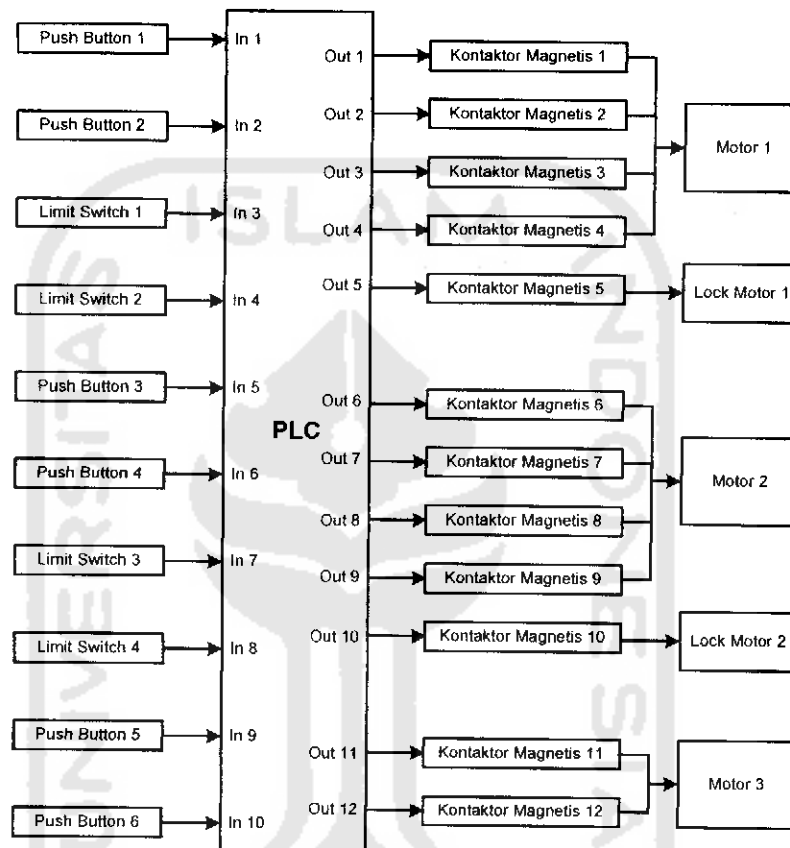 Push Button 1
In 1
Push Button 2
In 2
Limit Switch 1
In 3
Limit Switch 2
In 4
Push Button 3
In 5
Push Button 4
In 6
Limit Switch 3
In 7
Limit Switch 4
In 8
Push Button 5
In 9
Push Button 6
In 10
PLC
Out 1
Kontaktor Magnetis 1
Out 2
Kontaktor Magnetis 2
Out 3
Kontaktor Magnetis 3
Out 4
Kontaktor Magnetis 4
Motor 1
Out 5
Kontaktor Magnetis 5
Lock Motor 1
Out 6
Kontaktor Magnetis 6
Out 7
Kontaktor Magnetis 7
Out 8
Kontaktor Magnetis 8
Out 9
Kontaktor Magnetis 9
Motor 2
Out 10
Kontaktor Magnetis 10
Lock Motor 2
Out 11
Kontaktor Magnetis 11
Out 12
Kontaktor Magnetis 12
Motor 3
UNIVERSITAS
ISLAM